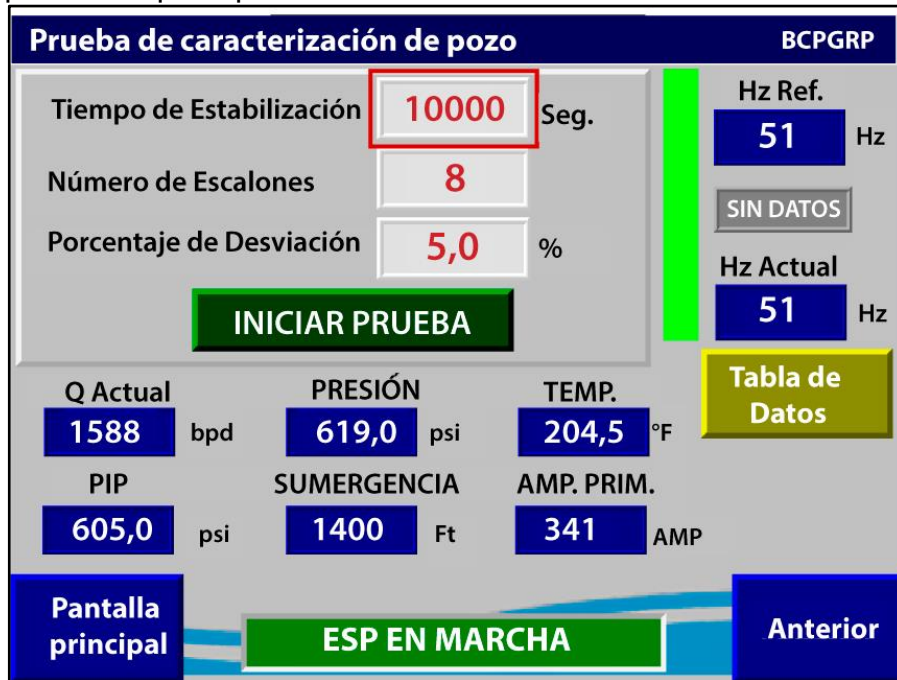 Prueba de caracterización de pozo BCPGRP
Tiempo de Estabilización 10000 Seg.
Número de Escalones 8
Porcentaje de Desviación 5,0 %
INICIAR PRUEBA
Hz Ref.
51 Hz
SIN DATOS
Hz Actual
51 Hz
Tabla de
Datos
Q Actual PRESIÓN TEMP.
1588 bpd 619,0 psi 204,5 °F
PIP SUMERGENCIA AMP. PRIM.
605,0 psi 1400 Ft 341 AMP
Pantalla
principal
ESP EN MARCHA
Anterior